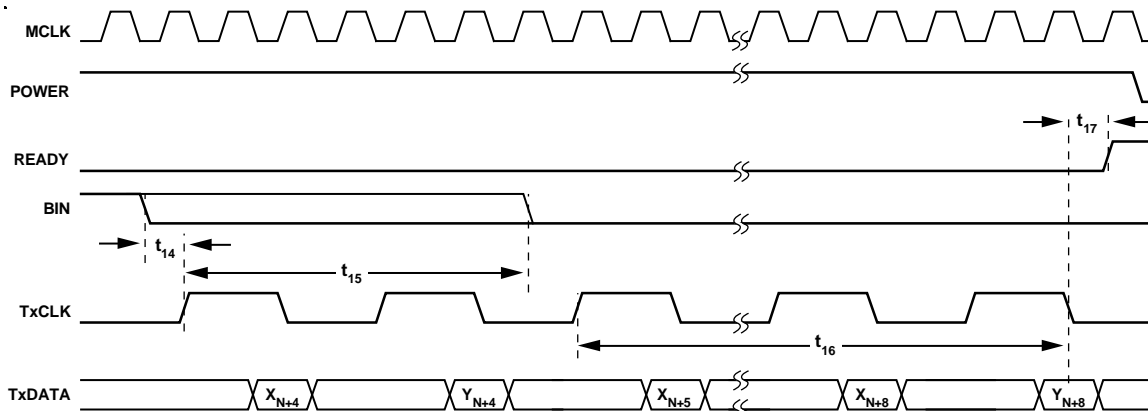 MCLK
POWER
t17
READY
BIN
t14
t15
TxCLK
t16
TxDATA XN+4 YN+4 XN+5 XN+8 YN+8